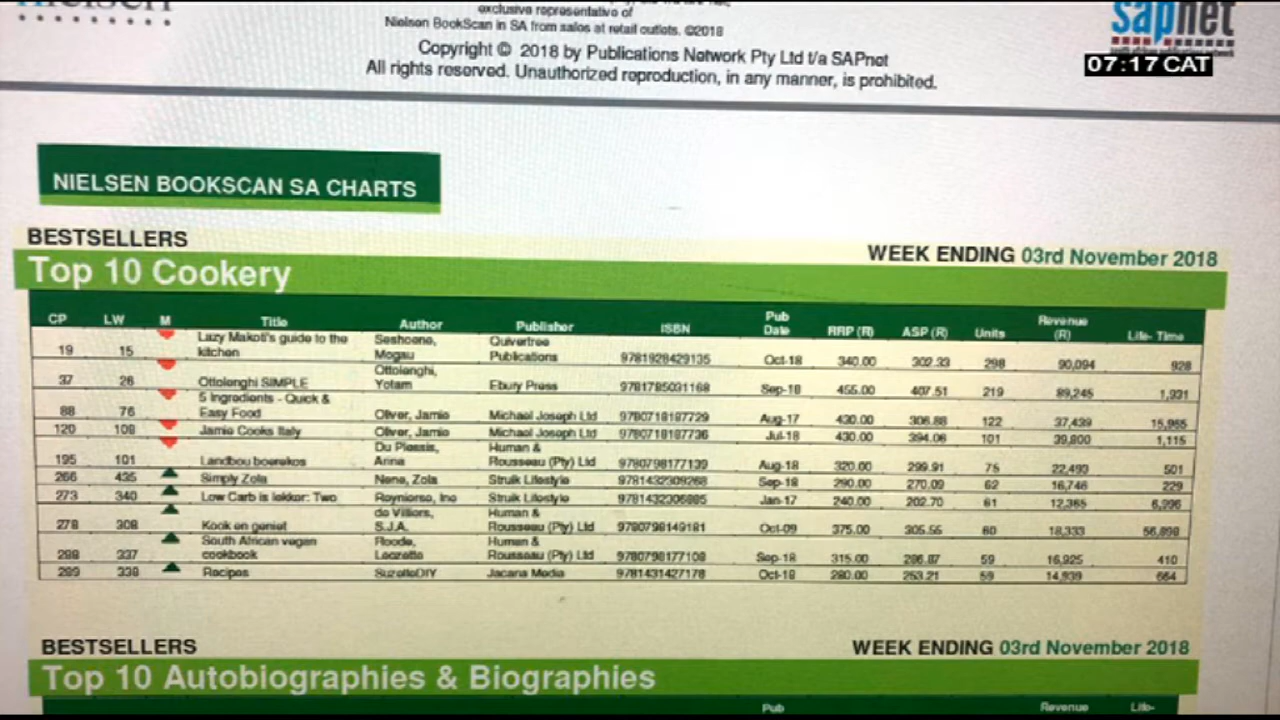 nielsen
exclusive representative of
Nielsen BookScan in SA from sales at retail outlets. ©2018
Copyright © 2018 by Publications Network Pty Ltd t/a SAPnet
All rights reserved. Unauthorized reproduction, in any manner, is prohibited.
sapnet
07:17 CAT
NIELSEN BOOKSCAN SA CHARTS
BESTSELLERS
WEEK ENDING 03rd November 2018
Top 10 Cookery
CP LW M Title Author Publisher ISBN Pub Date RRP (R) ASP (R) Units Revenue (R) Life- Time
19 15 Lazy Makoti's guide to the kitchen Seshoene, Mogau Quivertree Publications 9781928429135 Oct-18 340.00 302.33 298 90,094 928
37 26 Ottolenghi SIMPLE Ottolenghi, Yotam Ebury Press 9781785031168 Sep-18 455.00 407.51 219 89,245 1,931
88 76 5 Ingredients - Quick & Easy Food Oliver, Jamie Michael Joseph Ltd 9780718187729 Aug-17 430.00 306.88 122 37,439
120 108 Jamie Cooks Italy Oliver, Jamie Michael Joseph Ltd 9780718187736 Jul-18 430.00 394.06 101 39,800 1,115
195 101 Landbou boerekos Du Plessis, Arina Human & Rousseau (Pty) Ltd 9780798177139 Aug-18 320.00 299.91 75 22,493 501
266 435 Simply Zola Nene, Zola Struik Lifestyle 9781432309268 Sep-18 290.00 270.09 62 16,746 229
273 340 Low Carb is lekker: Two Reynierse, Ine Struik Lifestyle Jan-17 240.00 202.70 61 12,365
278 308 Kook en geniet de Villiers, S.J.A. Human & Rousseau (Pty) Ltd 9780798149181 Oct-09 375.00 305.55 60 18,333
288 337 South African vegan cookbook Roode, Leozette Human & Rousseau (Pty) Ltd 9780798177108 Sep-18 315.00 286.87 59 16,925 410
289 338 Recipes SuzelleDIY Jacana Media 9781431427178 Oct-18 280.00 253.21 59 14,939 664
BESTSELLERS
WEEK ENDING 03rd November 2018
Top 10 Autobiographies & Biographies
Pub Revenue Life-